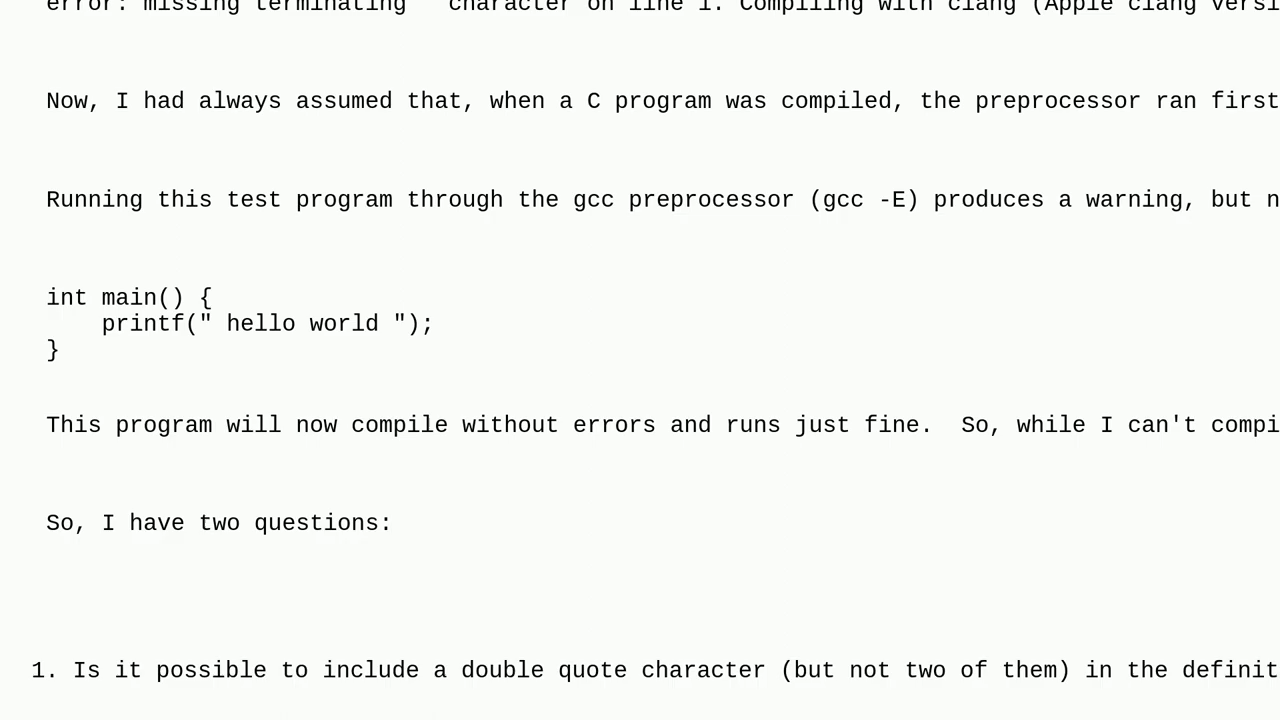 error: missing terminating " character on line 1. Compiling with clang (Apple clang versi
Now, I had always assumed that, when a C program was compiled, the preprocessor ran first
Running this test program through the gcc preprocessor (gcc -E) produces a warning, but n
int main() {
    printf(" hello world ");
}
This program will now compile without errors and runs just fine.  So, while I can't compi
So, I have two questions:
1. Is it possible to include a double quote character (but not two of them) in the definit